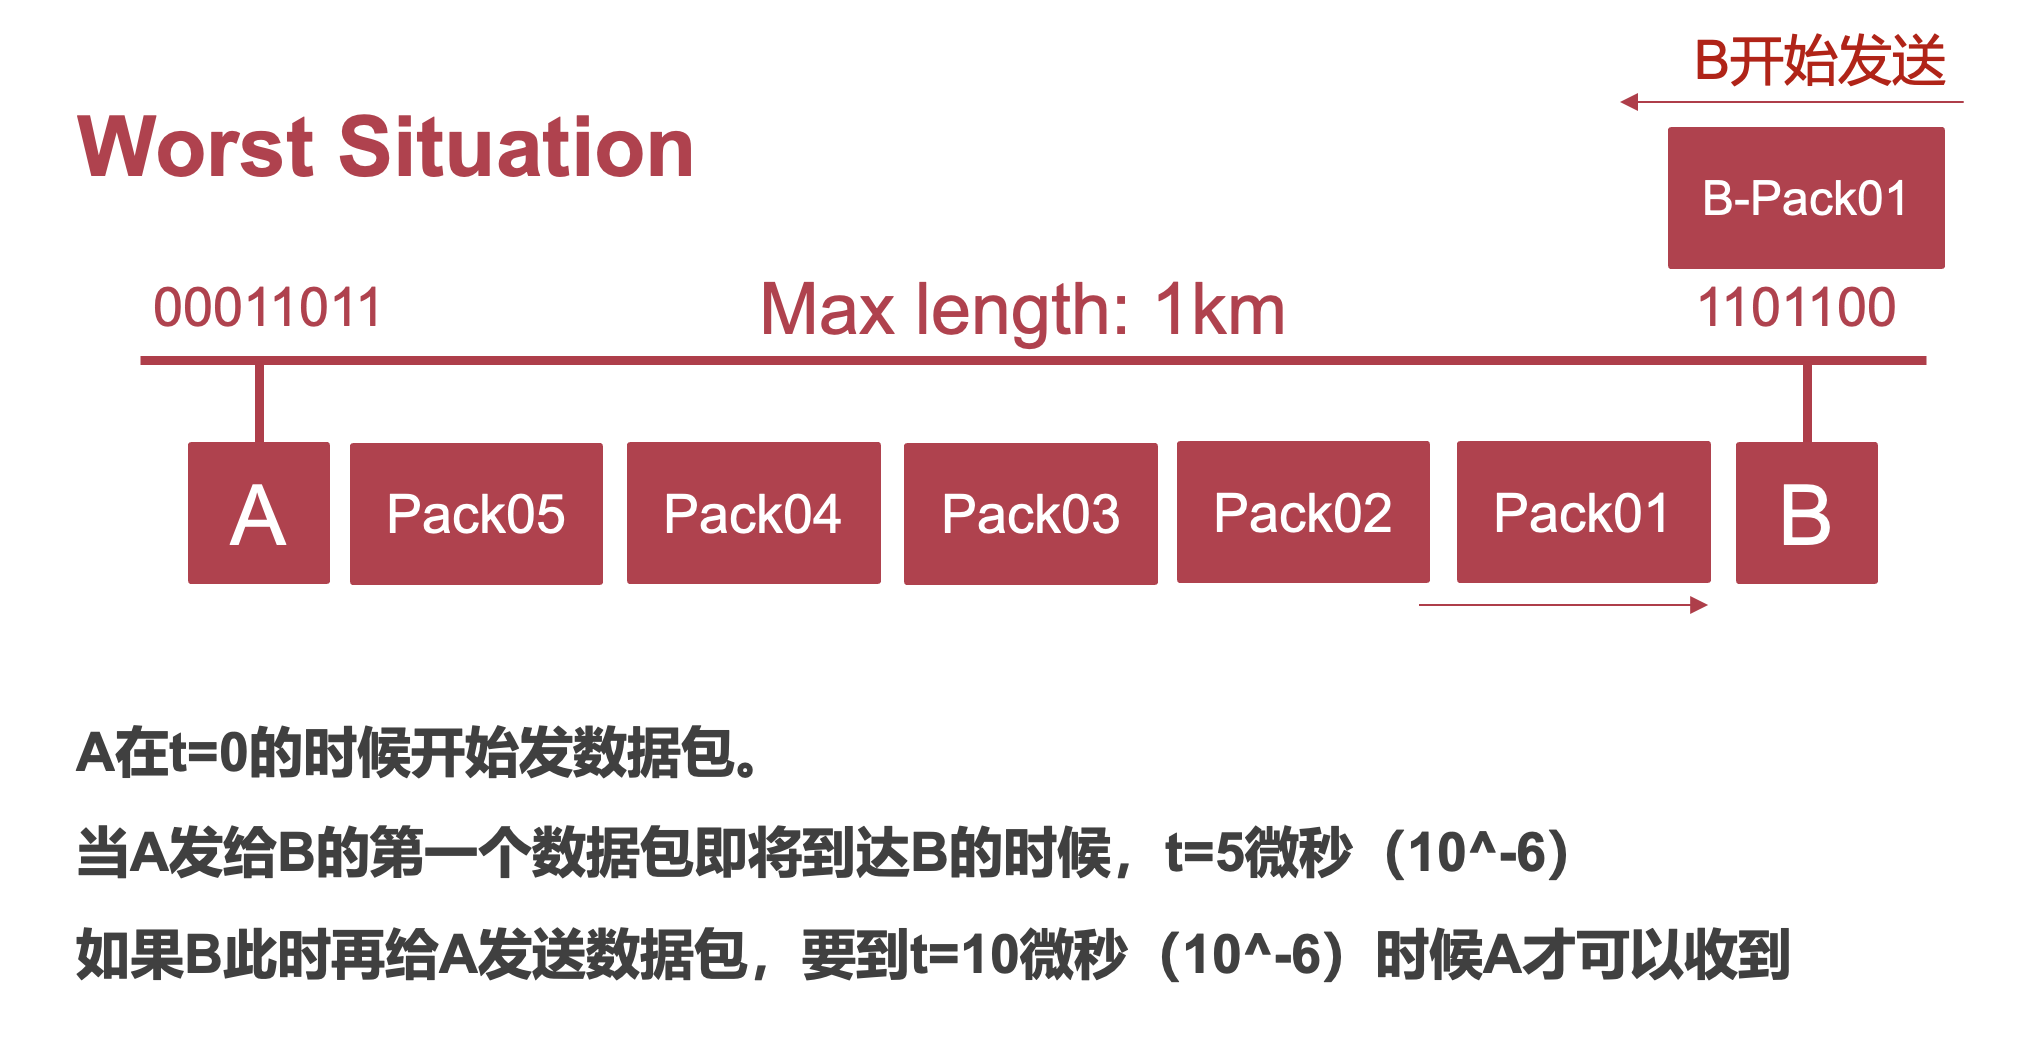 B开始发送
Worst Situation
B-Pack01
00011011
Max length: 1km
1101100
A
Pack05
Pack04
Pack03
Pack02
Pack01
B
A在t=0的时候开始发数据包。
当A发给B的第一个数据包即将到达B的时候，t=5微秒（10^-6）
如果B此时再给A发送数据包，要到t=10微秒（10^-6）时候A才可以收到